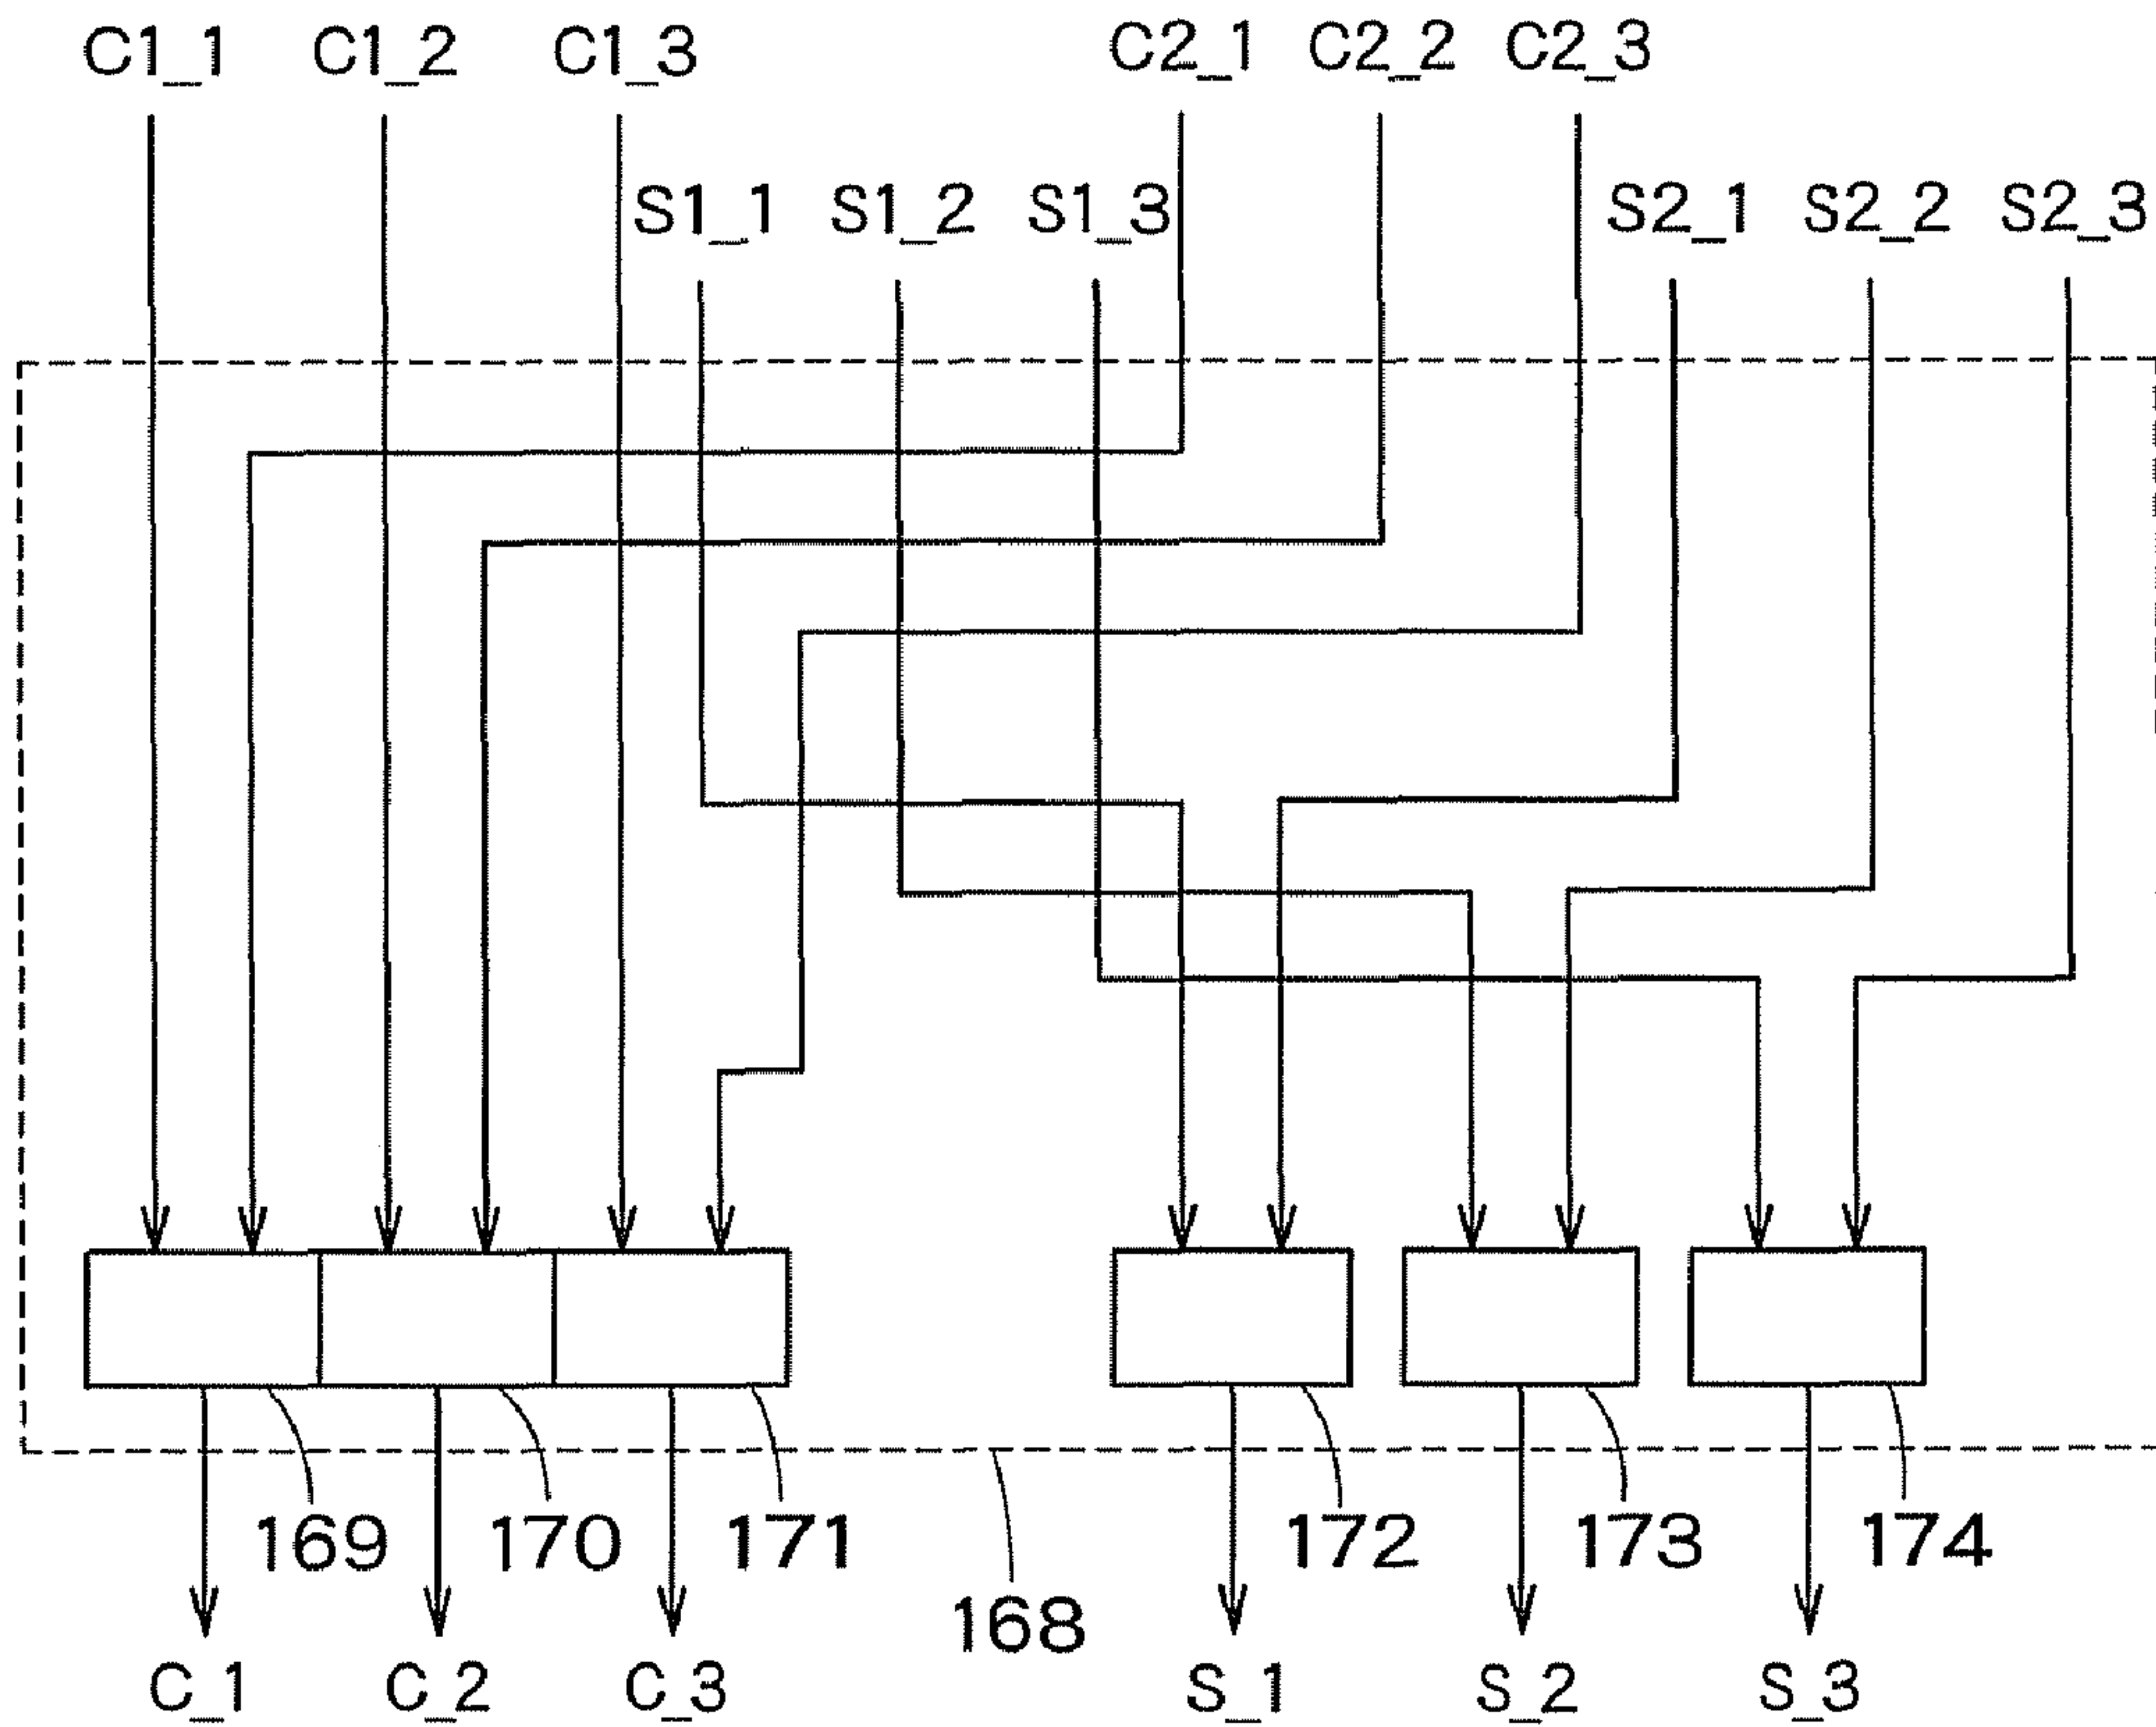 C1_1 C1_2 C1_3 C2_1 C2_2 C2_3
S1_1 S1_2 S1_3 S2_1 S2_2 S2_3
169 170 171 172 173 174
168
C_1 C_2 C_3 S_1 S_2 S_3